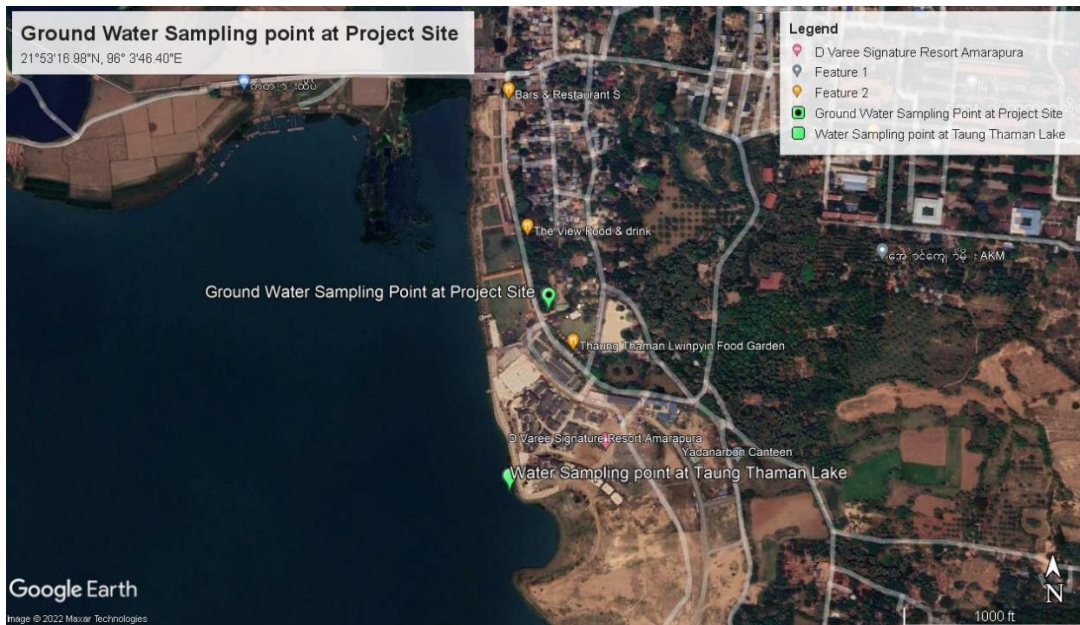 Ground Water Sampling point at Project Site
21°53'16.98"N, 96° 3'46.40"E
Legend
D Varee Signature Resort Amarapura
Feature 1
Feature 2
Ground Water Sampling Point at Project Site
Water Sampling point at Taung Thaman Lake
Bars & Restaurant S
The View Food & drink
AKM
Ground Water Sampling Point at Project Site
Thaung Thaman Lwinpyin Food Garden
D Varee Signature Resort Amarapura
Yadanarbon Canteen
Water Sampling point at Taung Thaman Lake
Google Earth
Image © 2022 Maxar Technologies
N
1000 ft